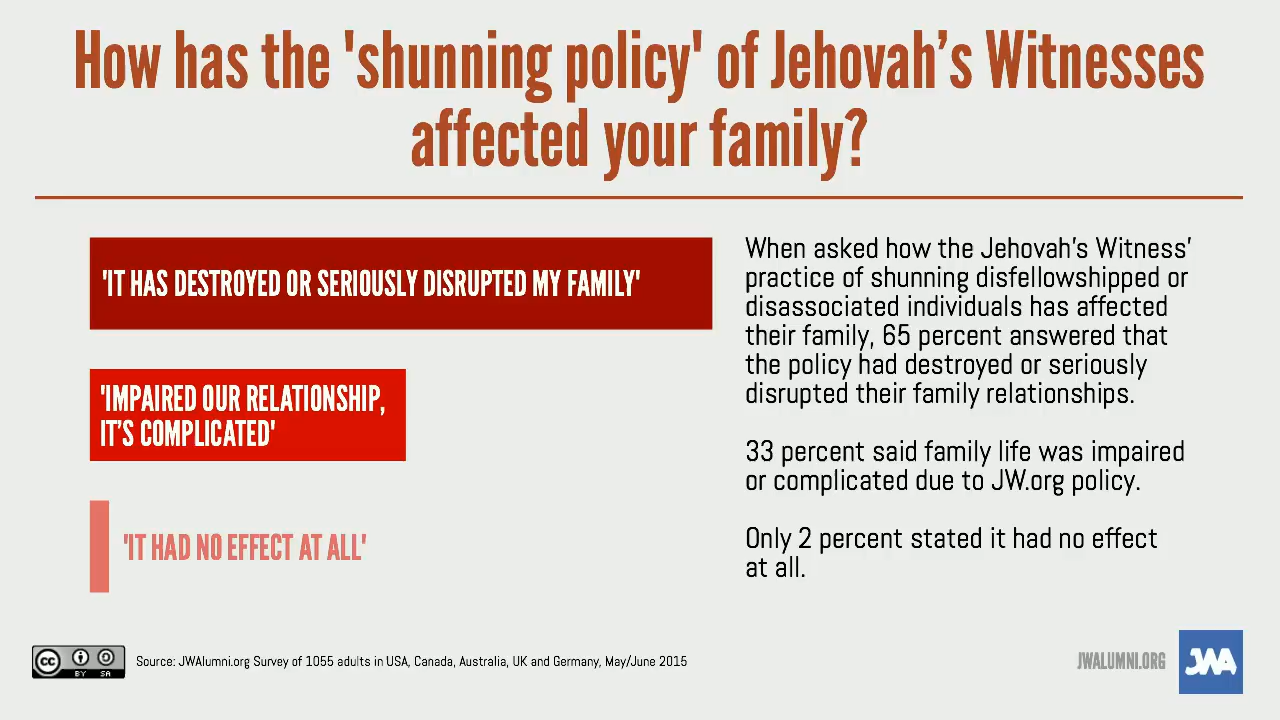 How has the 'shunning policy' of Jehovah’s Witnesses
affected your family?
'IT HAS DESTROYED OR SERIOUSLY DISRUPTED MY FAMILY'
'IMPAIRED OUR RELATIONSHIP,
IT'S COMPLICATED'
'IT HAD NO EFFECT AT ALL'
When asked how the Jehovah's Witness'
practice of shunning disfellowshipped or
disassociated individuals has affected
their family, 65 percent answered that
the policy had destroyed or seriously
disrupted their family relationships.
33 percent said family life was impaired
or complicated due to JW.org policy.
Only 2 percent stated it had no effect
at all.
cc BY SA
Source: JWAlumni.org Survey of 1055 adults in USA, Canada, Australia, UK and Germany, May/June 2015
JWALUMNI.ORG
JWA